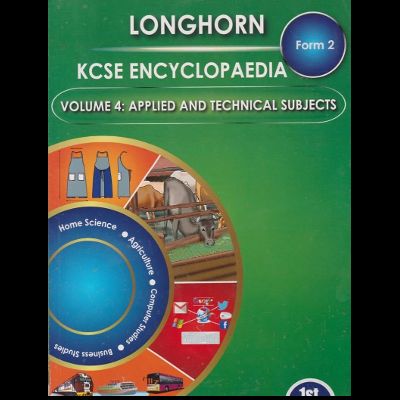 LONGHORN
Form 2
KCSE ENCYCLOPAEDIA
VOLUME 4: APPLIED AND TECHNICAL SUBJECTS
Home Science
Agriculture
Computer Studies
Business Studies
1st